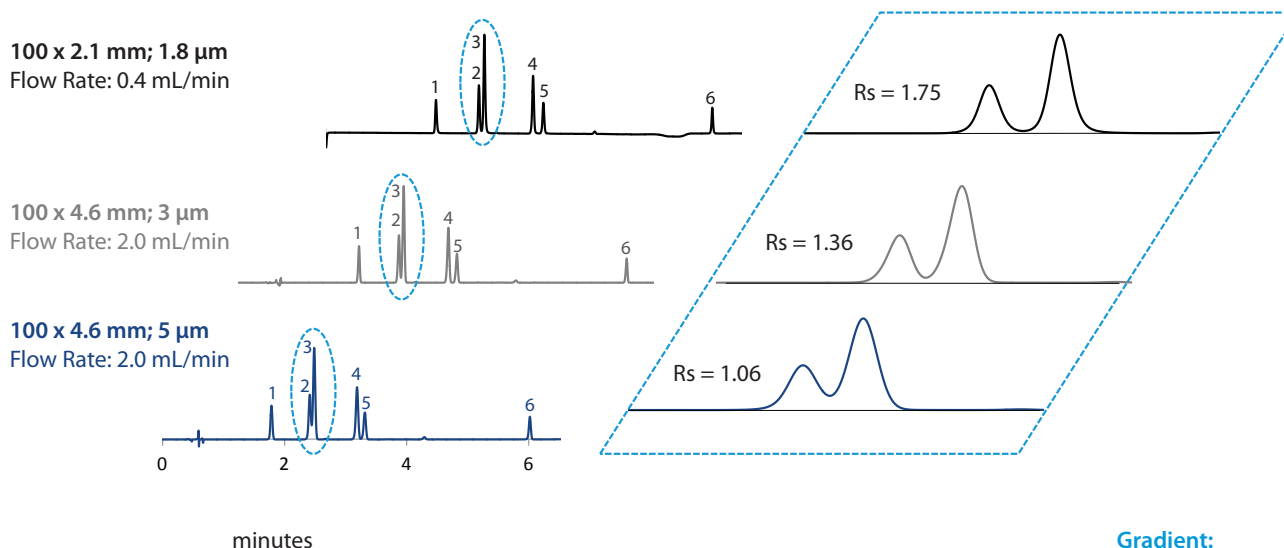 100 x 2.1 mm; 1.8 µm
Flow Rate: 0.4 mL/min
1
2
3
4
5
6
Rs = 1.75
100 x 4.6 mm; 3 µm
Flow Rate: 2.0 mL/min
1
2
3
4
5
6
Rs = 1.36
100 x 4.6 mm; 5 µm
Flow Rate: 2.0 mL/min
1
2
3
4
5
6
Rs = 1.06
0 2 4 6
minutes
Gradient: